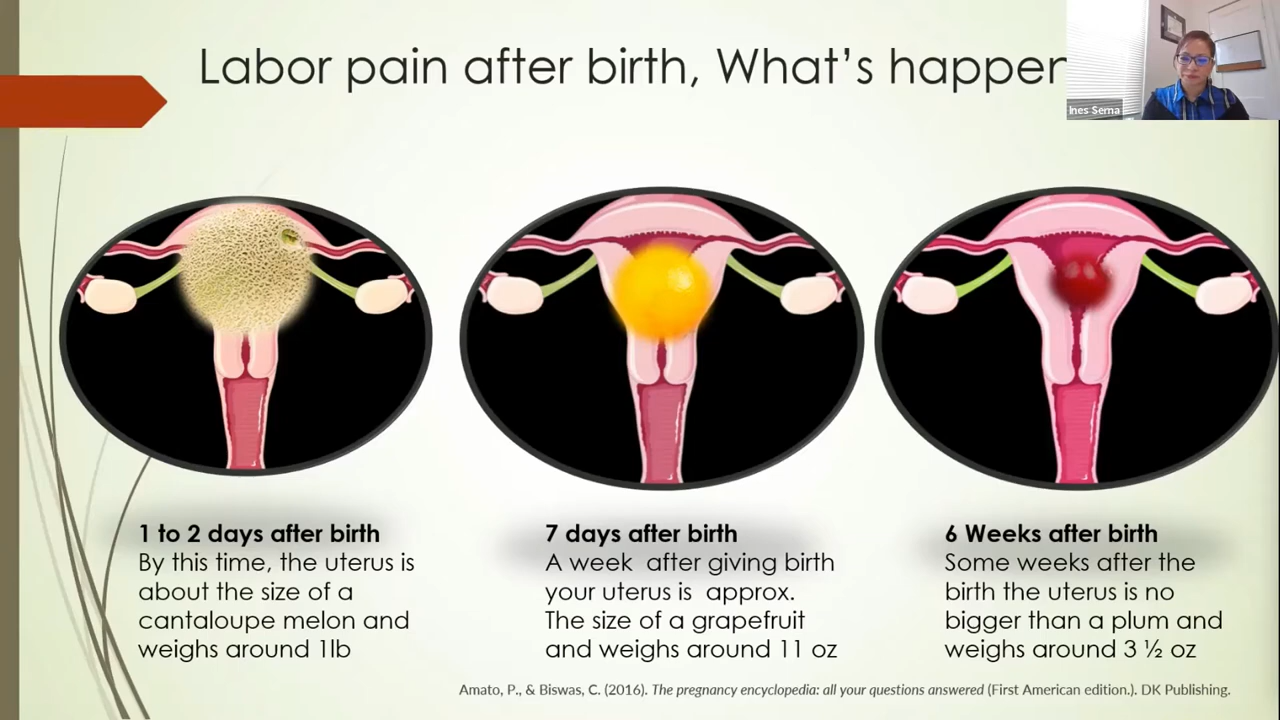 Labor pain after birth, What's happen
Ines Serna
1 to 2 days after birth
By this time, the uterus is
about the size of a
cantaloupe melon and
weighs around 1lb
7 days after birth
A week after giving birth
your uterus is approx.
The size of a grapefruit
and weighs around 11 oz
6 Weeks after birth
Some weeks after the
birth the uterus is no
bigger than a plum and
weighs around 3 ½ oz
Amato, P., & Biswas, C. (2016). The pregnancy encyclopedia: all your questions answered (First American edition.). DK Publishing.